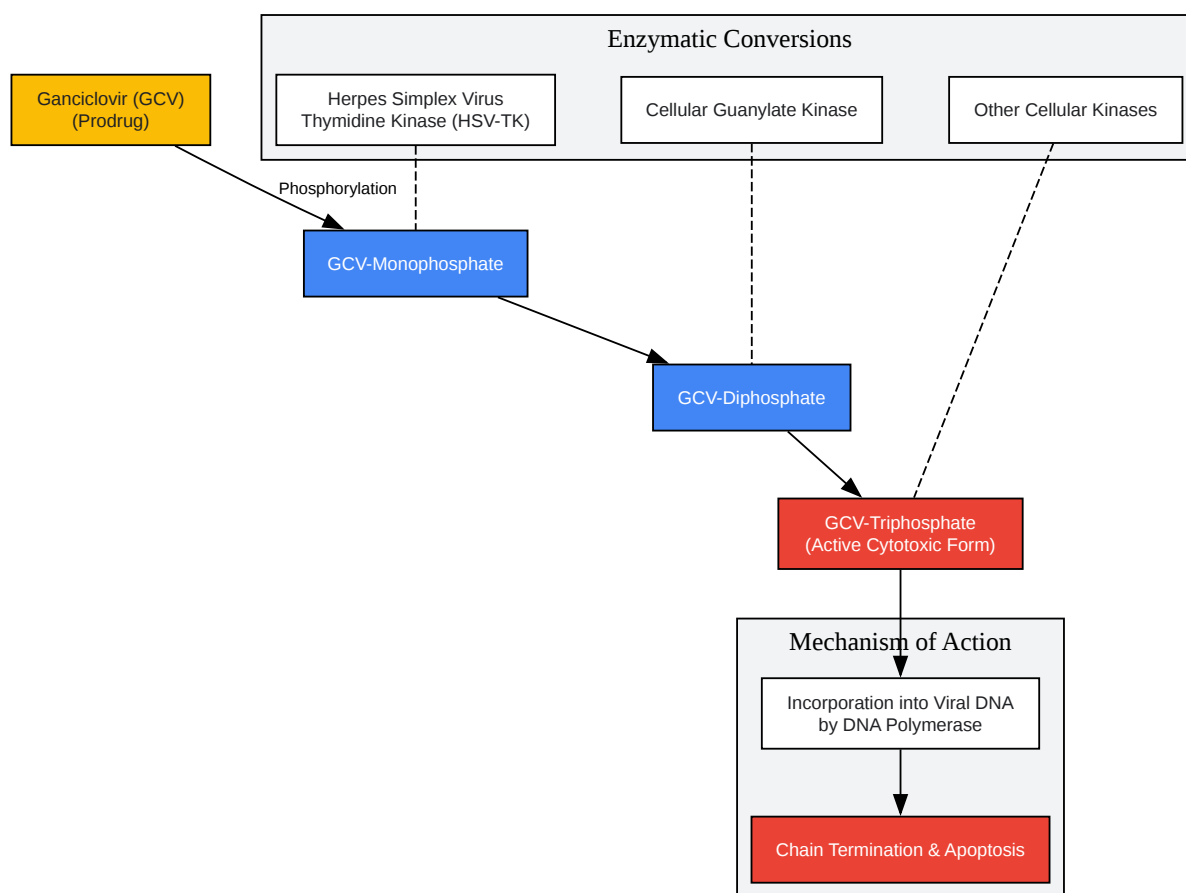 Enzymatic Conversions
Ganciclovir (GCV)
(Prodrug)
Herpes Simplex Virus
Thymidine Kinase (HSV-TK)
Cellular Guanylate Kinase
Other Cellular Kinases
Phosphorylation
GCV-Monophosphate
GCV-Diphosphate
GCV-Triphosphate
(Active Cytotoxic Form)
Mechanism of Action
Incorporation into Viral DNA
by DNA Polymerase
Chain Termination & Apoptosis